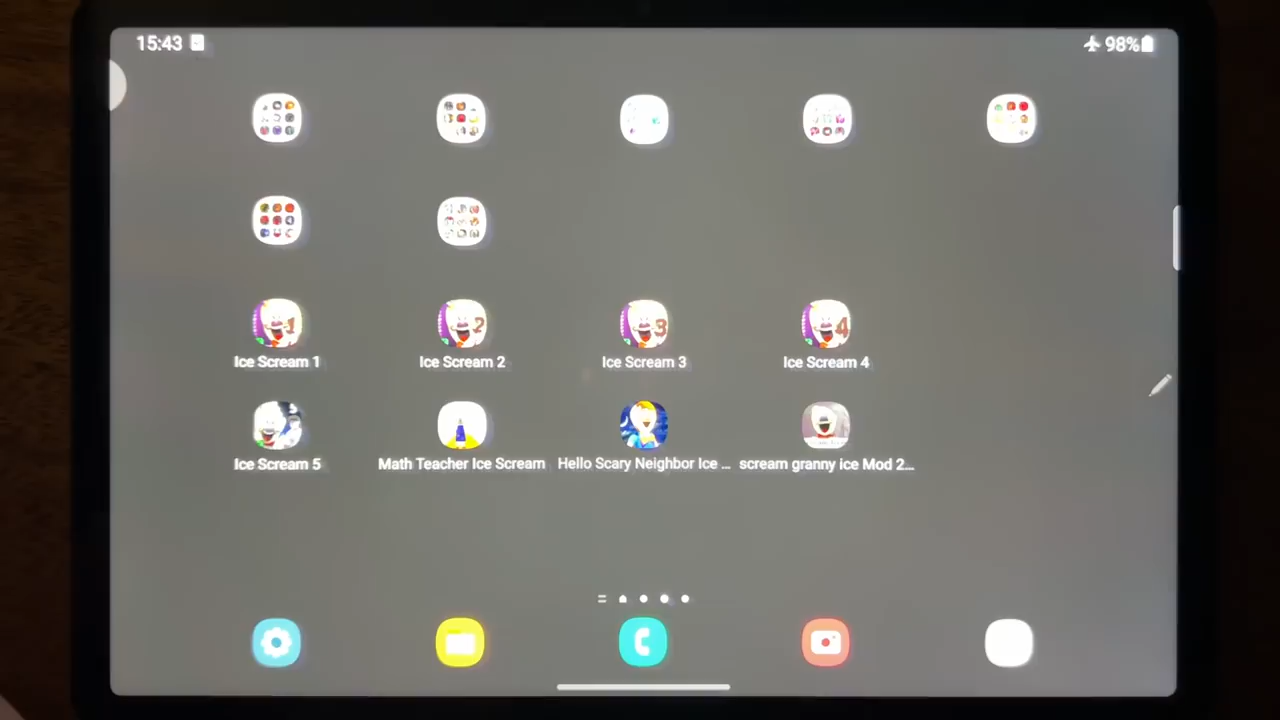 15:43
98%
Ice Scream 1
Ice Scream 2
Ice Scream 3
Ice Scream 4
Ice Scream 5
Math Teacher Ice Scream
Hello Scary Neighbor Ice ...
scream granny ice Mod 2...